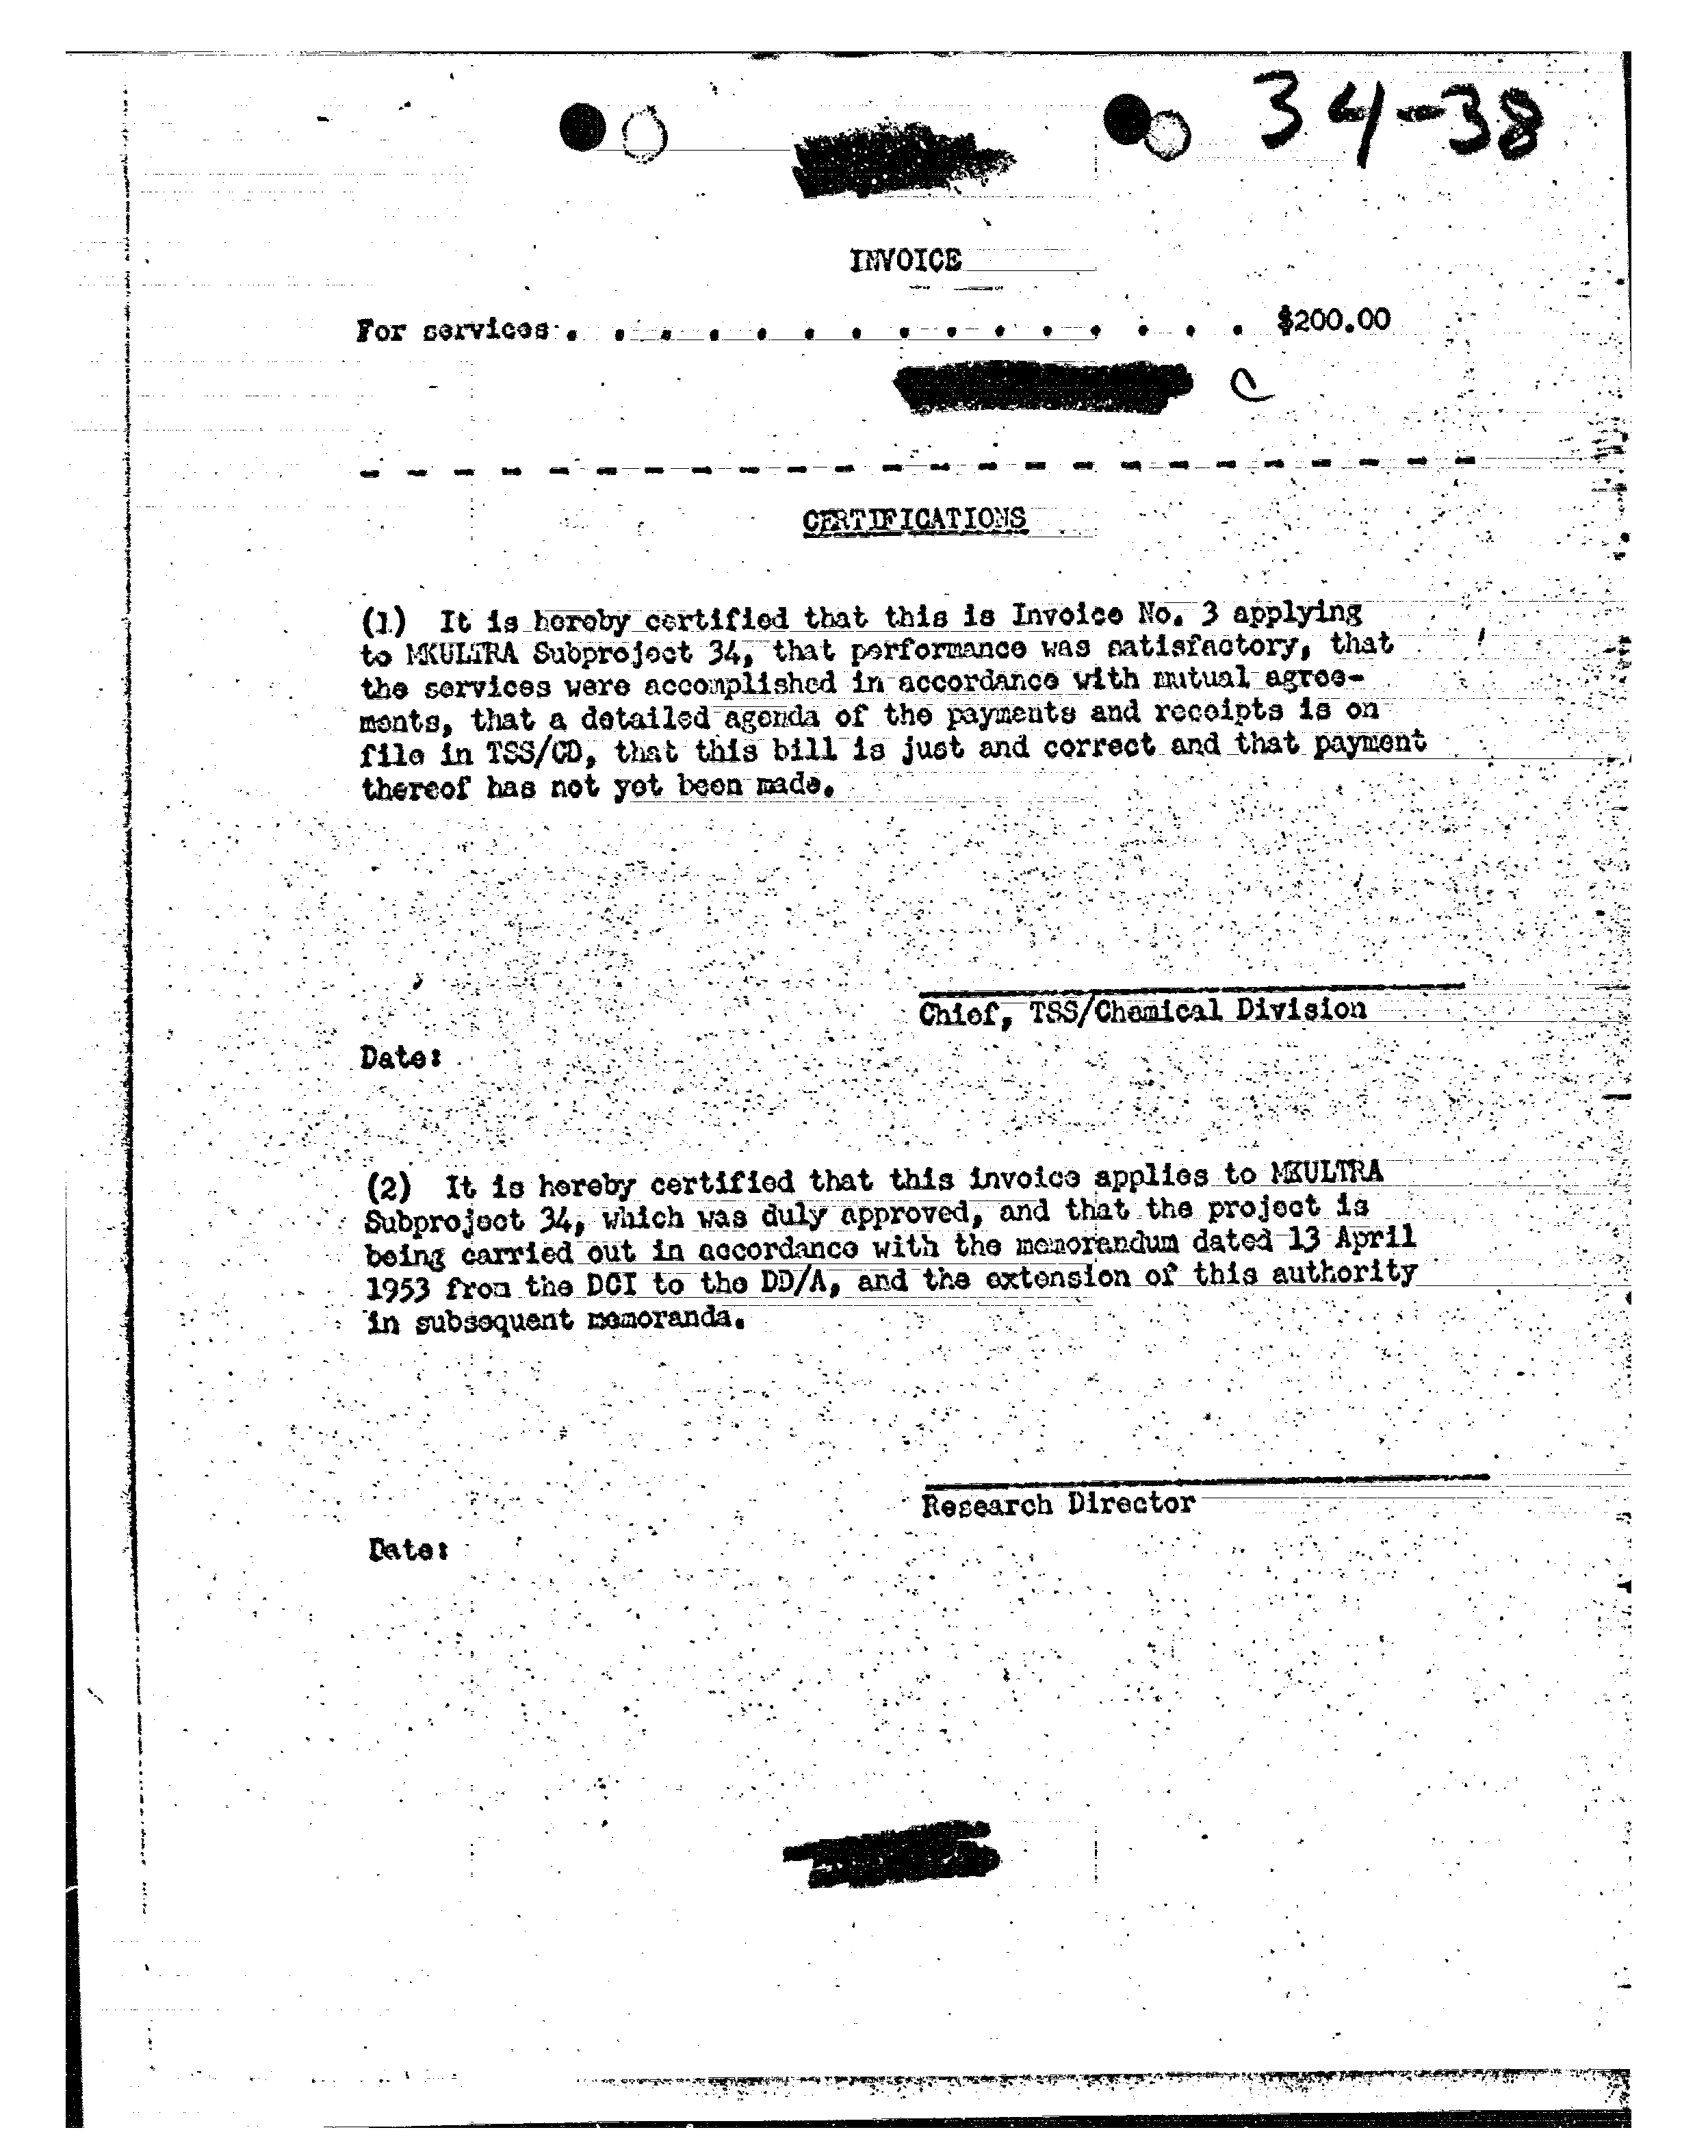 34-38
INVOICE
For services . . . . . . . . . . . . . . . $200.00
C
- - - - - - - - - - - - - - - - - - - - - - - -
CERTIFICATIONS
(1) It is hereby certified that this is Invoice No. 3 applying
to MKULTRA Subproject 34, that performance was satisfactory, that
the services were accomplished in accordance with mutual agree-
ments, that a detailed agenda of the payments and receipts is on
file in TSS/CD, that this bill is just and correct and that payment
thereof has not yet been made.
Chief, TSS/Chemical Division
Date:
(2) It is hereby certified that this invoice applies to MKULTRA
Subproject 34, which was duly approved, and that the project is
being carried out in accordance with the memorandum dated 13 April
1953 from the DCI to the DD/A, and the extension of this authority
in subsequent memoranda.
Research Director
Date: